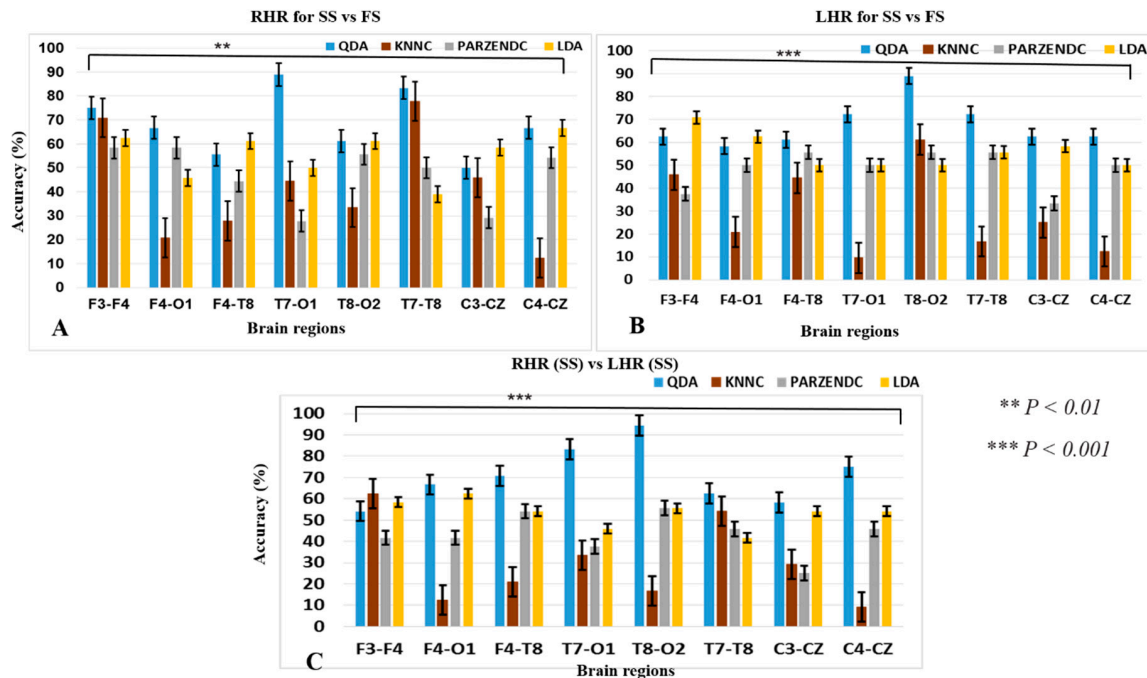 RHR for SS vs FS
**
QDA KNNC PARZENDC LDA
100
90
80
70
60
50
40
30
20
10
0
Accuracy (%)
F3-F4 F4-O1 F4-T8 T7-O1 T8-O2 T7-T8 C3-CZ C4-CZ
A
Brain regions
LHR for SS vs FS
***
QDA KNNC PARZENDC LDA
100
90
80
70
60
50
40
30
20
10
0
Accuracy (%)
F3-F4 F4-O1 F4-T8 T7-O1 T8-O2 T7-T8 C3-CZ C4-CZ
B
Brain regions
RHR (SS) vs LHR (SS)
***
QDA KNNC PARZENDC LDA
100
90
80
70
60
50
40
30
20
10
0
Accuracy (%)
F3-F4 F4-O1 F4-T8 T7-O1 T8-O2 T7-T8 C3-CZ C4-CZ
C
Brain regions
** P < 0.01
*** P < 0.001